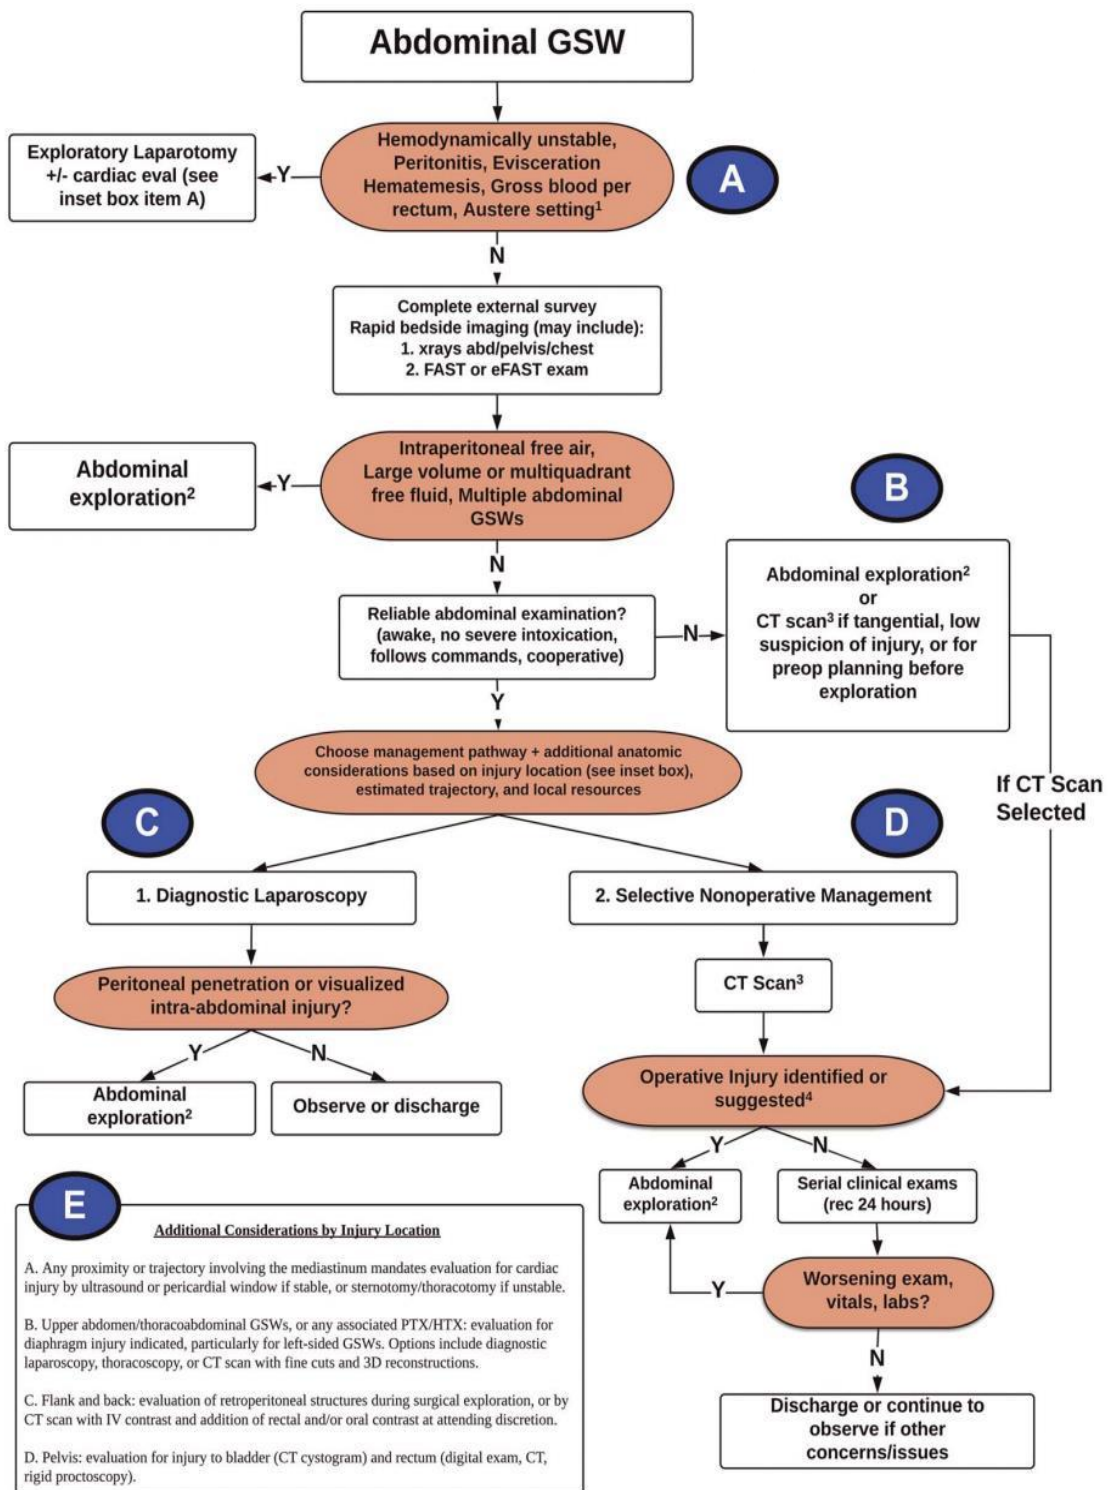 Abdominal GSW
Hemodynamically unstable,
Peritonitis, Evisceration
Hematemesis, Gross blood per
rectum, Austere setting¹
A
Y
Exploratory Laparotomy
+/- cardiac eval (see
inset box item A)
N
Complete external survey
Rapid bedside imaging (may include):
1. xrays abd/pelvis/chest
2. FAST or eFAST exam
Intraperitoneal free air,
Large volume or multiquadrant
free fluid, Multiple abdominal
GSWs
Y
Abdominal
exploration²
N
Reliable abdominal examination?
(awake, no severe intoxication,
follows commands, cooperative)
N
B
Abdominal exploration²
or
CT scan³ if tangential, low
suspicion of injury, or for
preop planning before
exploration
If CT Scan
Selected
Y
Choose management pathway + additional anatomic
considerations based on injury location (see inset box),
estimated trajectory, and local resources
C
1. Diagnostic Laparoscopy
Peritoneal penetration or visualized
intra-abdominal injury?
Y
N
Abdominal
exploration²
Observe or discharge
D
2. Selective Nonoperative Management
CT Scan³
Operative Injury identified or
suggested⁴
Y
N
Abdominal
exploration²
Serial clinical exams
(rec 24 hours)
Worsening exam,
vitals, labs?
Y
N
Discharge or continue to
observe if other
concerns/issues
E
Additional Considerations by Injury Location
A. Any proximity or trajectory involving the mediastinum mandates evaluation for cardiac
injury by ultrasound or pericardial window if stable, or sternotomy/thoracotomy if unstable.
B. Upper abdomen/thoracoabdominal GSWs, or any associated PTX/HTX: evaluation for
diaphragm injury indicated, particularly for left-sided GSWs. Options include diagnostic
laparoscopy, thoracoscopy, or CT scan with fine cuts and 3D reconstructions.
C. Flank and back: evaluation of retroperitoneal structures during surgical exploration, or by
CT scan with IV contrast and addition of rectal and/or oral contrast at attending discretion.
D. Pelvis: evaluation for injury to bladder (CT cystogram) and rectum (digital exam, CT,
rigid proctoscopy).